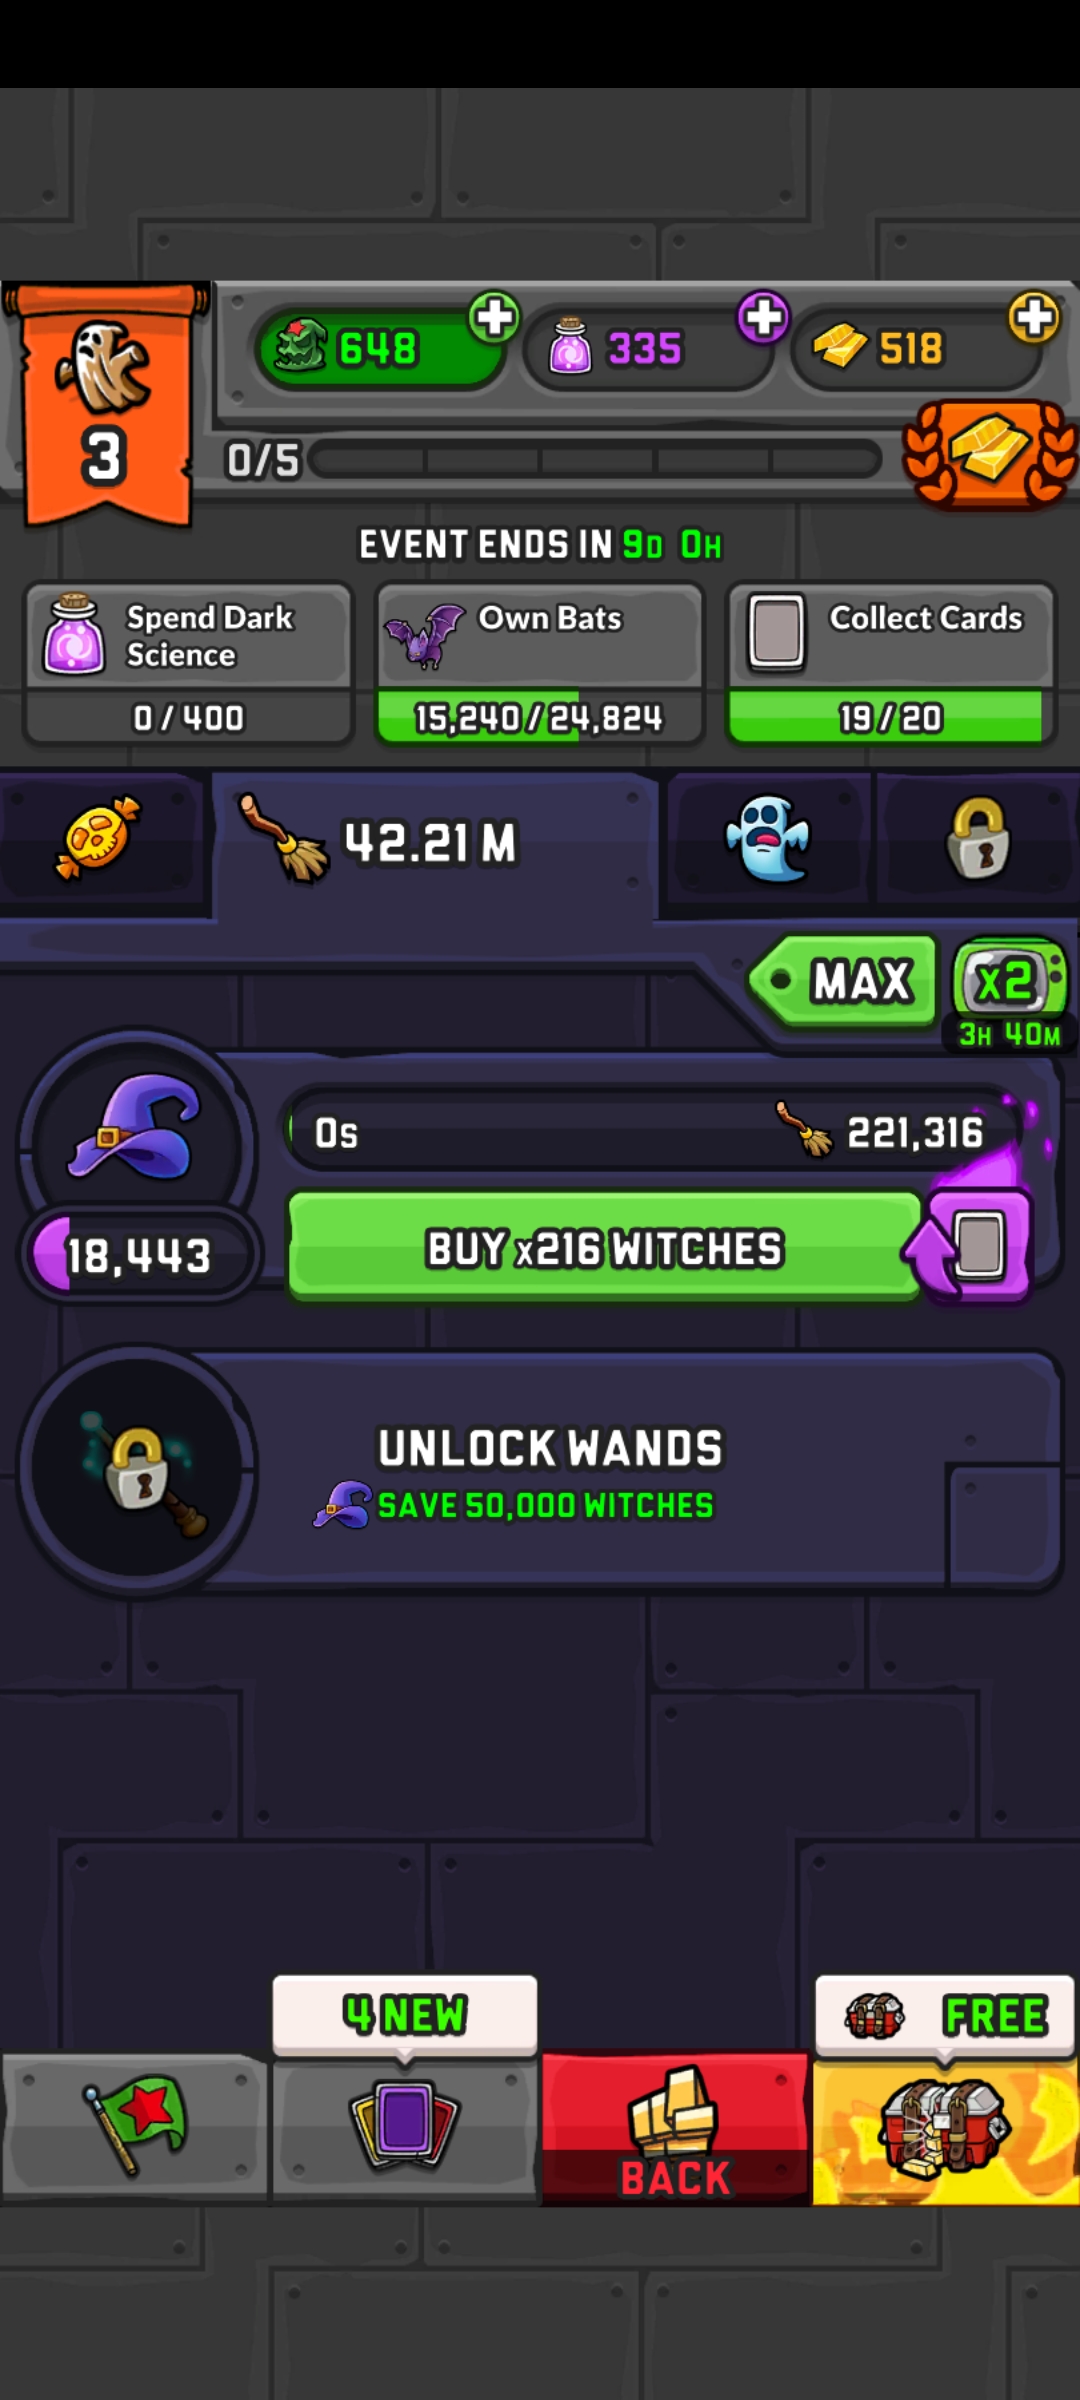 648
335
518
3
0/5
EVENT ENDS IN 9D 0H
Spend Dark
Science
0 / 400
Own Bats
15,240 / 24,824
Collect Cards
19 / 20
42.21 M
MAX
x2
3H 40M
0s
221,316
18,443
BUY x216 WITCHES
UNLOCK WANDS
SAVE 50,000 WITCHES
4 NEW
FREE
BACK